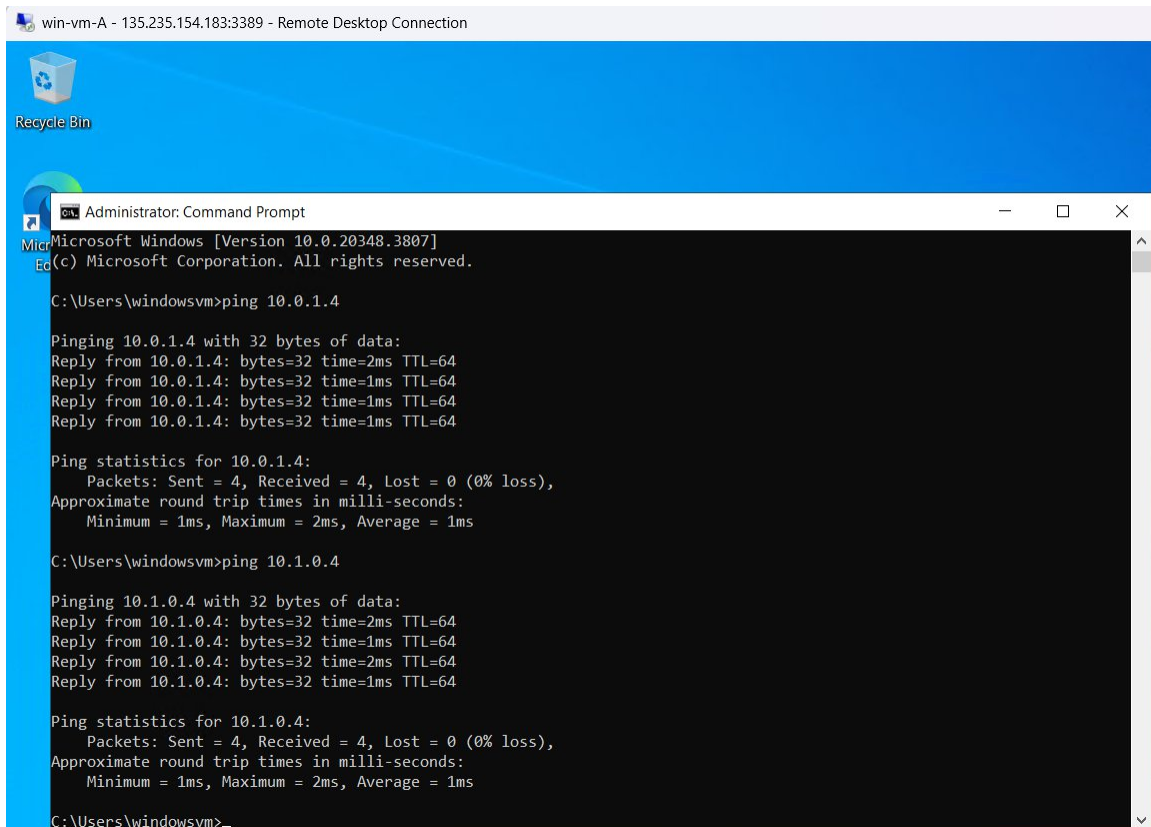 win-vm-A - 135.235.154.183:3389 - Remote Desktop Connection
Recycle Bin
Administrator: Command Prompt
Micr
Ed
Microsoft Windows [Version 10.0.20348.3807]
(c) Microsoft Corporation. All rights reserved.
C:\Users\windowsvm>ping 10.0.1.4
Pinging 10.0.1.4 with 32 bytes of data:
Reply from 10.0.1.4: bytes=32 time=2ms TTL=64
Reply from 10.0.1.4: bytes=32 time=1ms TTL=64
Reply from 10.0.1.4: bytes=32 time=1ms TTL=64
Reply from 10.0.1.4: bytes=32 time=1ms TTL=64
Ping statistics for 10.0.1.4:
Packets: Sent = 4, Received = 4, Lost = 0 (0% loss),
Approximate round trip times in milli-seconds:
Minimum = 1ms, Maximum = 2ms, Average = 1ms
C:\Users\windowsvm>ping 10.1.0.4
Pinging 10.1.0.4 with 32 bytes of data:
Reply from 10.1.0.4: bytes=32 time=2ms TTL=64
Reply from 10.1.0.4: bytes=32 time=1ms TTL=64
Reply from 10.1.0.4: bytes=32 time=2ms TTL=64
Reply from 10.1.0.4: bytes=32 time=1ms TTL=64
Ping statistics for 10.1.0.4:
Packets: Sent = 4, Received = 4, Lost = 0 (0% loss),
Approximate round trip times in milli-seconds:
Minimum = 1ms, Maximum = 2ms, Average = 1ms
C:\Users\windowsvm>_